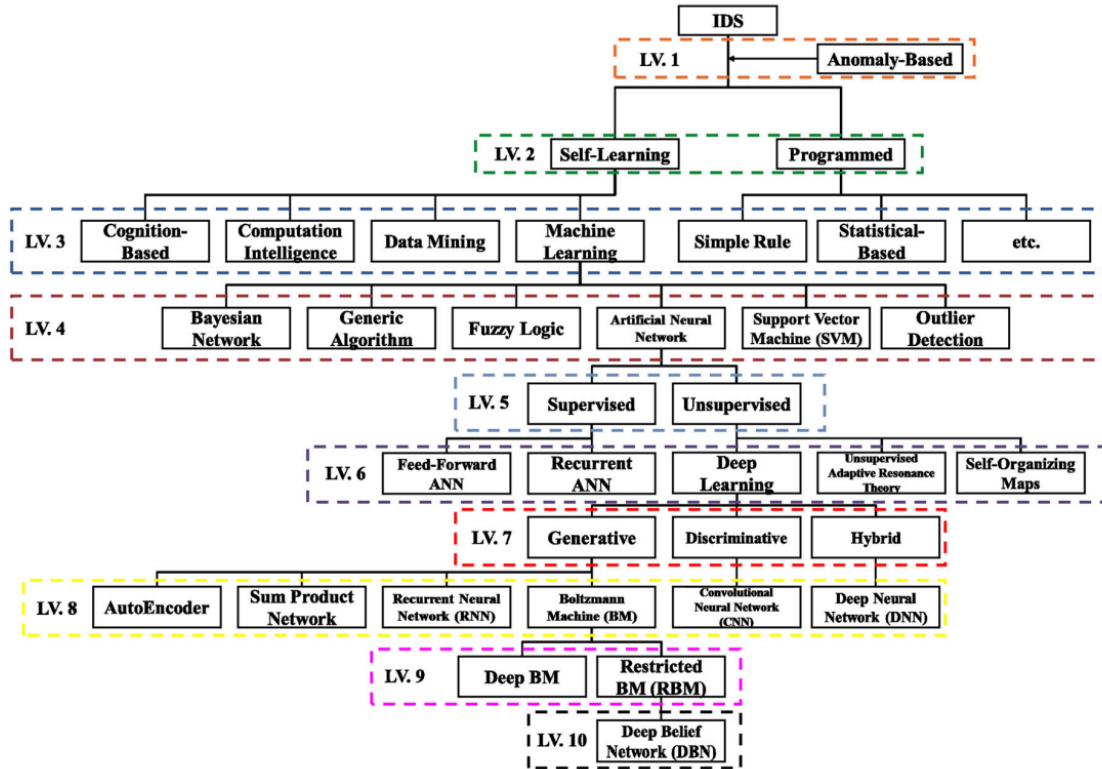 IDS
LV. 1
Anomaly-Based
LV. 2
Self-Learning
Programmed
LV. 3
Cognition-
Based
Computation
Intelligence
Data Mining
Machine
Learning
Simple Rule
Statistical-
Based
etc.
LV. 4
Bayesian
Network
Generic
Algorithm
Fuzzy Logic
Artificial Neural
Network
Support Vector
Machine (SVM)
Outlier
Detection
LV. 5
Supervised
Unsupervised
LV. 6
Feed-Forward
ANN
Recurrent
ANN
Deep
Learning
Unsupervised
Adaptive Resonance
Theory
Self-Organizing
Maps
LV. 7
Generative
Discriminative
Hybrid
LV. 8
AutoEncoder
Sum Product
Network
Recurrent Neural
Network (RNN)
Boltzmann
Machine (BM)
Convolutional
Neural Network
(CNN)
Deep Neural
Network (DNN)
LV. 9
Deep BM
Restricted
BM (RBM)
LV. 10
Deep Belief
Network (DBN)